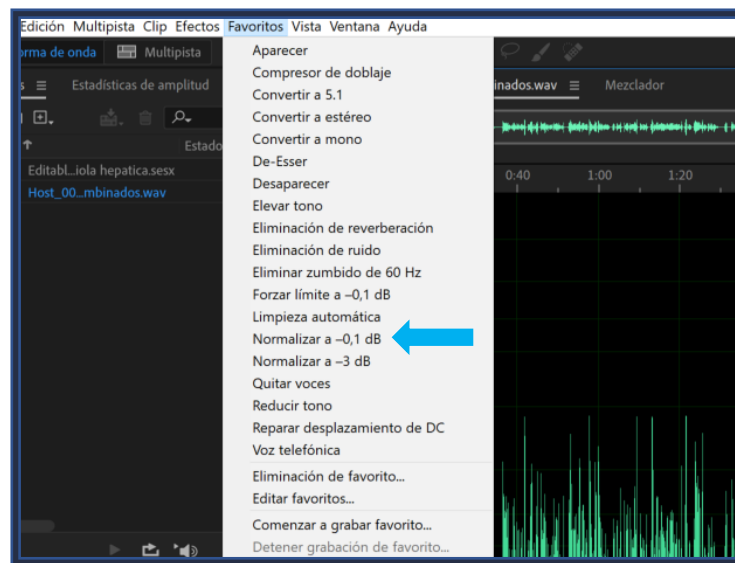 Edición Multipista Clip Efectos Favoritos Vista Ventana Ayuda
rma de onda Multipista
Aparecer
s Estadísticas de amplitud
Compresor de doblaje
inados.wav Mezclador
Convertir a 5.1
Convertir a estéreo
Estado
Convertir a mono
De-Esser
Editabl...iola hepatica.sesx
0:40 1:00 1:20
Desaparecer
Host_00...mbinados.wav
Elevar tono
Eliminación de reverberación
Eliminación de ruido
Eliminar zumbido de 60 Hz
Forzar límite a –0,1 dB
Limpieza automática
Normalizar a –0,1 dB
Normalizar a –3 dB
Quitar voces
Reducir tono
Reparar desplazamiento de DC
Voz telefónica
Eliminación de favorito...
Editar favoritos...
Comenzar a grabar favorito...
Detener grabación de favorito...